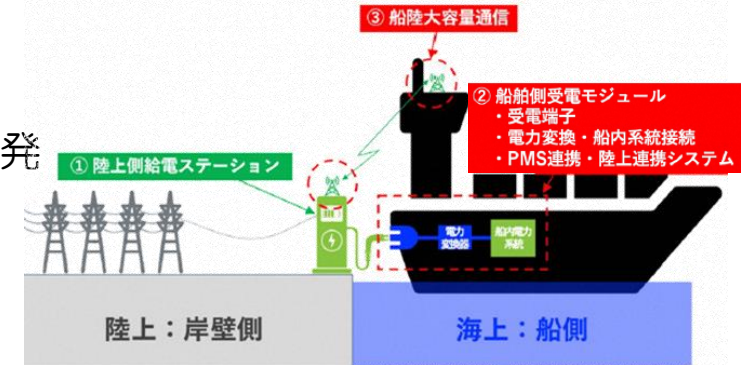 ③ 船陸大容量通信
② 船舶側受電モジュール
・受電端子
・電力変換・船内系統接続
・PMS連携・陸上連携システム
発
① 陸上側給電ステーション
電力
変換器
船内電力
系統
陸上：岸壁側
海上：船側